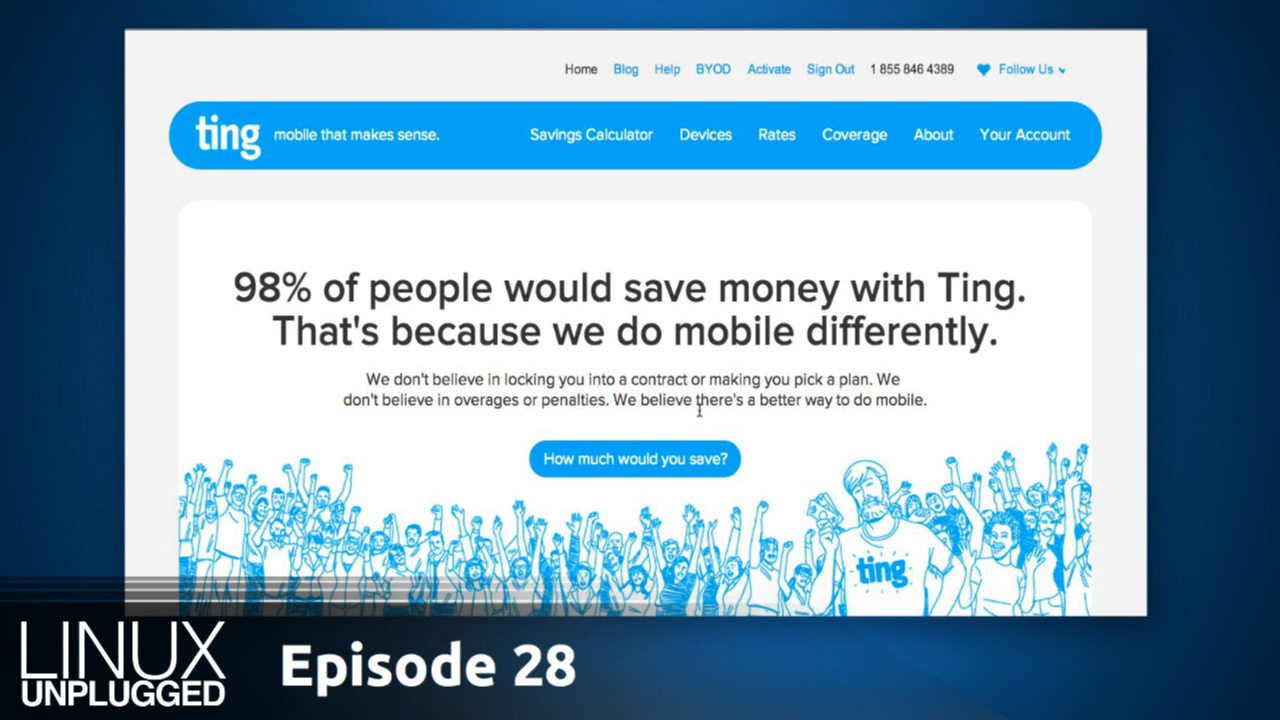 Home Blog Help BYOD Activate Sign Out 1 855 846 4389 Follow Us
ting mobile that makes sense. Savings Calculator Devices Rates Coverage About Your Account
98% of people would save money with Ting.
That's because we do mobile differently.
We don't believe in locking you into a contract or making you pick a plan. We
don't believe in overages or penalties. We believe there's a better way to do mobile.
How much would you save?
ting
LINUX
UNPLUGGED
Episode 28